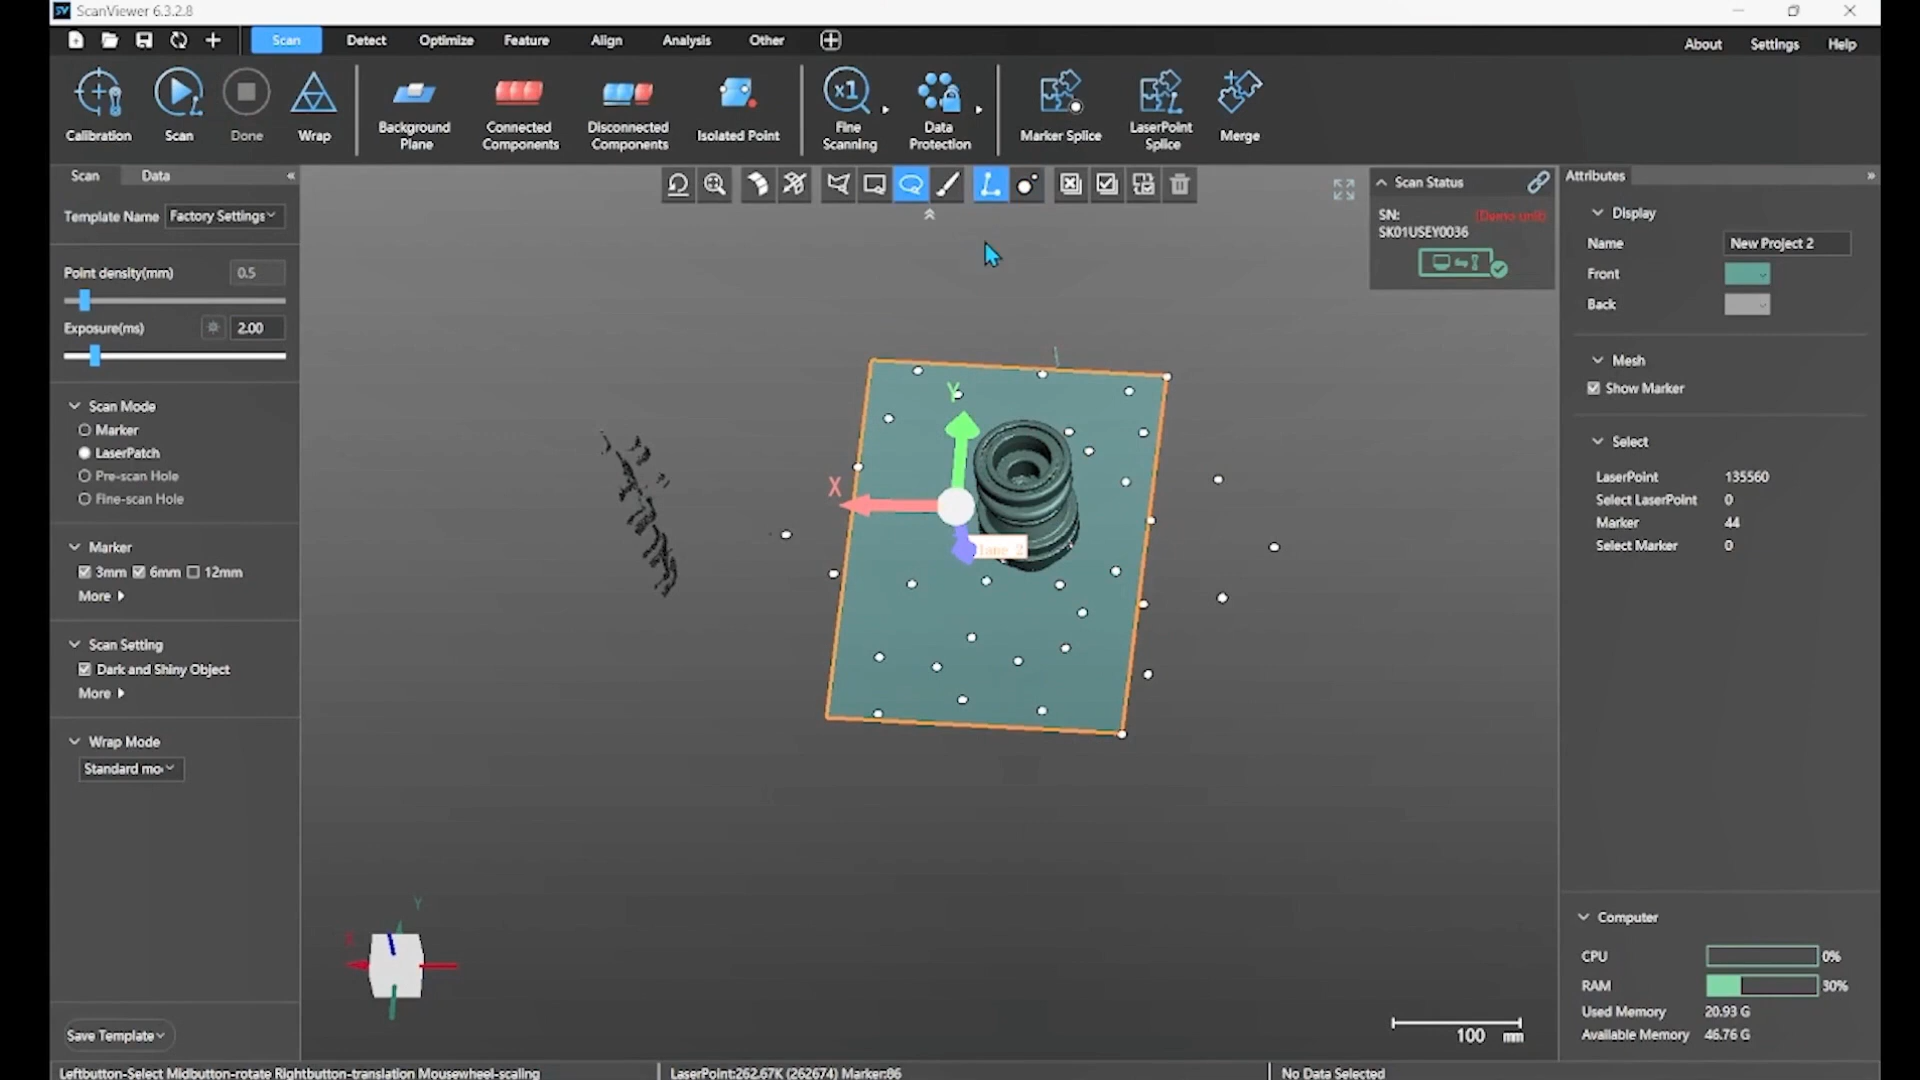 ScanViewer 6.3.2.8
Scan
Detect
Optimize
Feature
Align
Analysis
Other
About
Settings
Help
Calibration
Scan
Done
Wrap
Background
Plane
Connected
Components
Disconnected
Components
Isolated Point
x1
Fine
Scanning
Data
Protection
Marker Splice
LaserPoint
Splice
Merge
Scan
Data
Template Name
Factory Settings
Point density(mm)
0.5
Exposure(ms)
2.00
Scan Mode
Marker
LaserPatch
Pre-scan Hole
Fine-scan Hole
Marker
3mm
6mm
12mm
More
Scan Setting
Dark and Shiny Object
More
Wrap Mode
Standard mo
Save Template
Y
X
Y
Scan Status
SN:
(Demo unit)
SK01USEY0036
100 mm
Attributes
Display
Name
New Project 2
Front
Back
Mesh
Show Marker
Select
LaserPoint 135560
Select LaserPoint 0
Marker 44
Select Marker 0
Computer
CPU 0%
RAM 30%
Used Memory 20.93 G
Available Memory 46.76 G
Leftbutton-Select Midbutton-rotate Rightbutton-translation Mousewheel-scaling
LaserPoint:262.67K (262674) Marker:86
No Data Selected